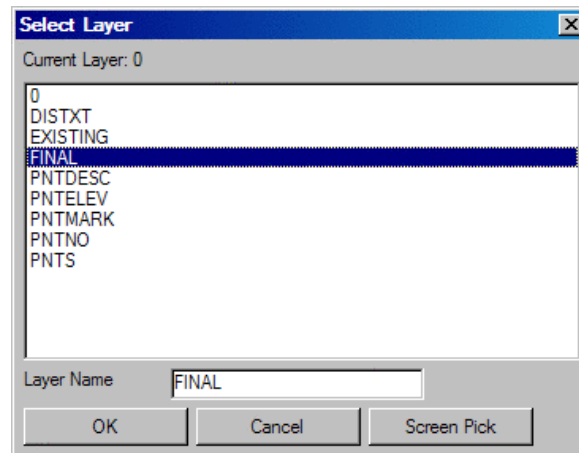 Select Layer
Current Layer: 0
0
DISTXT
EXISTING
FINAL
PNTDESC
PNTELEV
PNTMARK
PNTNO
PNTS
Layer Name FINAL
OK Cancel Screen Pick